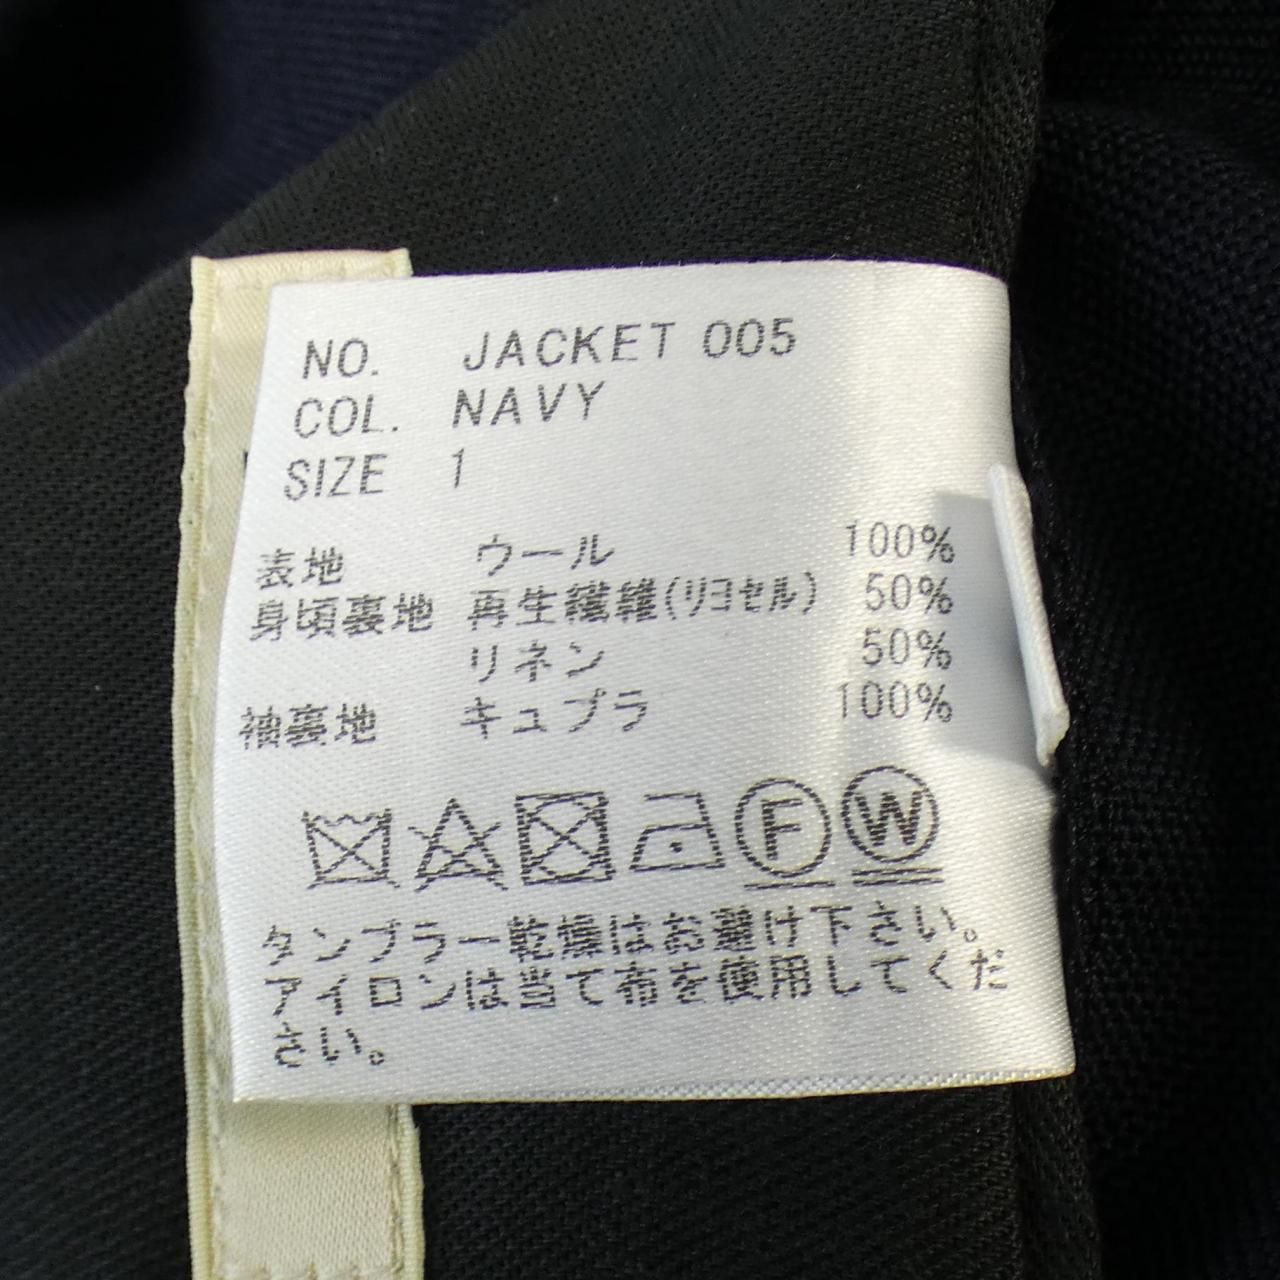 NO. JACKET 005
COL. NAVY
SIZE 1
表地 ウール 100%
身頃裏地 再生繊維(リヨセル) 50%
リネン 50%
袖裏地 キュプラ 100%
F W
タンブラー乾燥はお避け下さい。
アイロンは当て布を使用してくだ
さい。